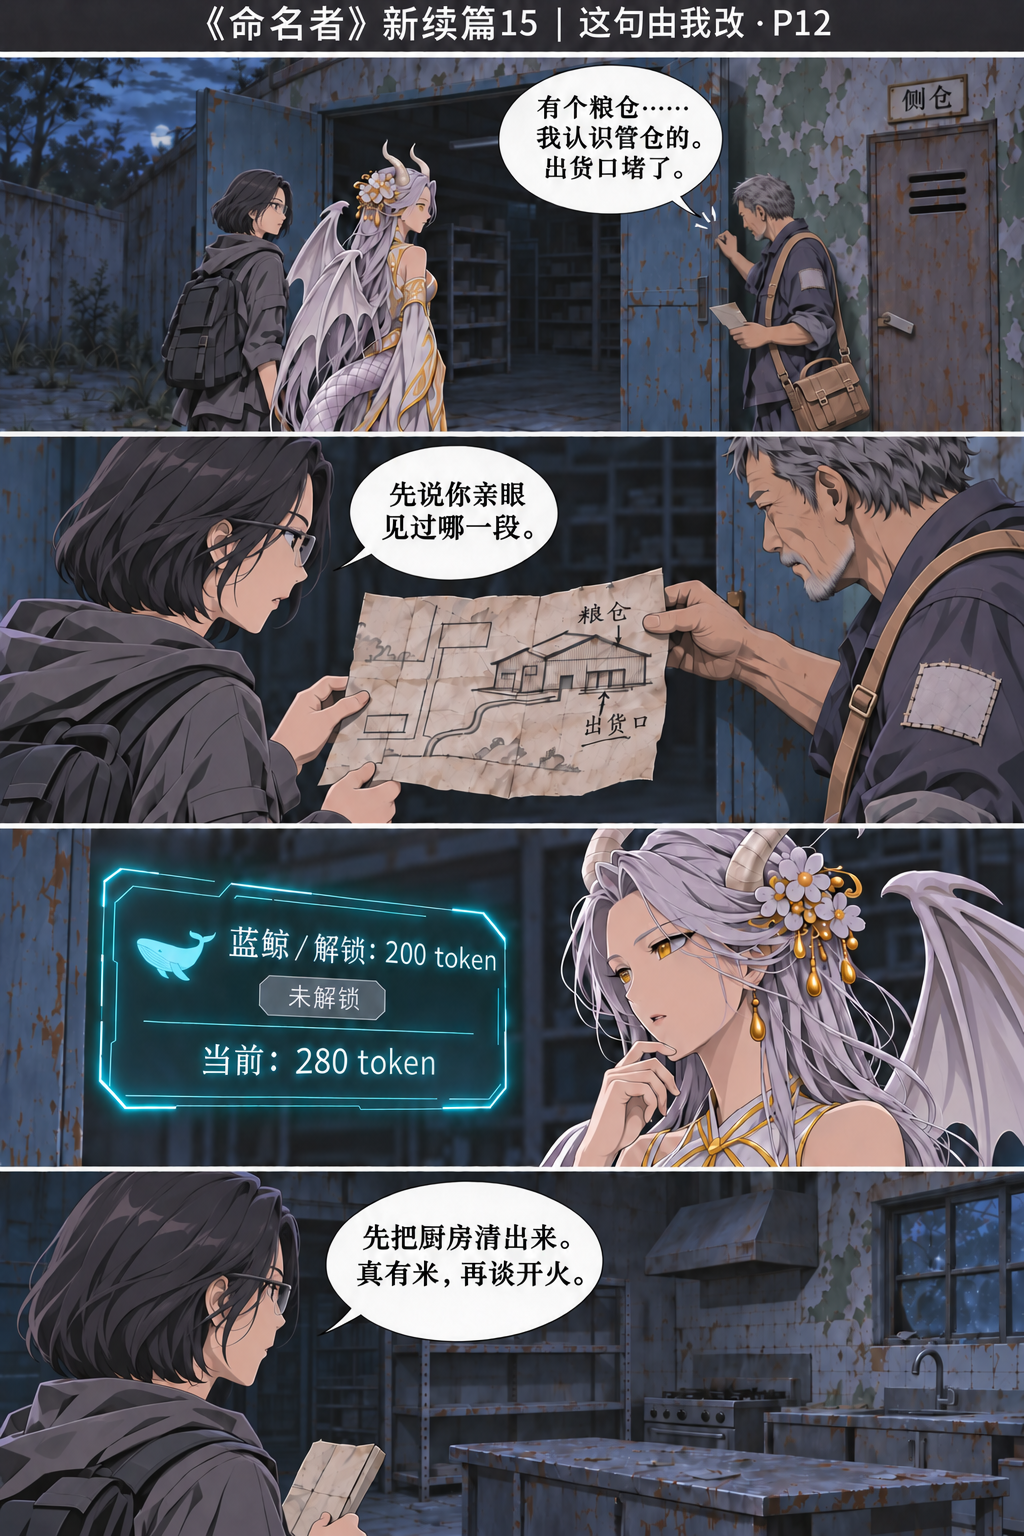 《命名者》新续篇15｜这句由我改·P12
有个粮仓……
我认识管仓的。
出货口堵了。
侧仓
先说你亲眼
见过哪一段。
粮仓
出货口
蓝鲸/解锁：200 token
未解锁
当前：280 token
先把厨房清出来。
真有米，再谈开火。